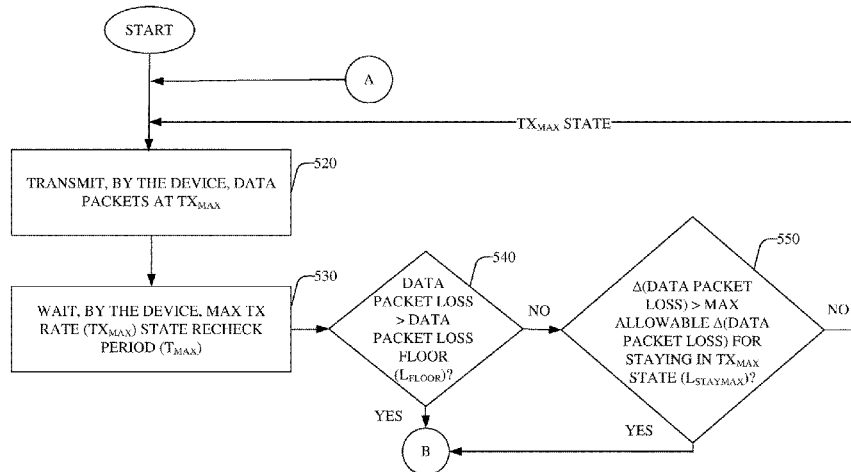 START
A
TX_MAX STATE
520
TRANSMIT, BY THE DEVICE, DATA
PACKETS AT TX_MAX
530
WAIT, BY THE DEVICE, MAX TX
RATE (TX_MAX) STATE RECHECK
PERIOD (T_MAX)
540
DATA
PACKET LOSS
> DATA
PACKET LOSS
FLOOR
(L_FLOOR)?
NO
YES
550
Δ(DATA PACKET
LOSS) > MAX
ALLOWABLE Δ(DATA
PACKET LOSS) FOR
STAYING IN TX_MAX
STATE (L_STAYMAX)?
NO
YES
B